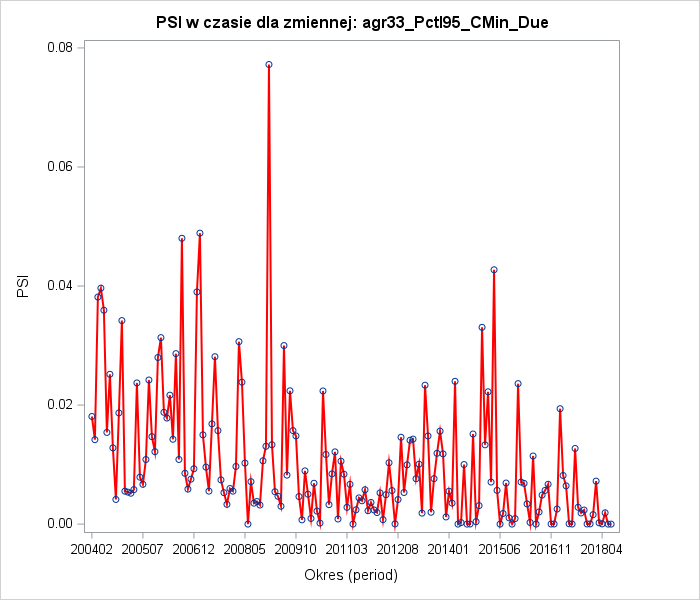 PSI w czasie dla zmiennej: agr33_Pctl95_CMin_Due
0.08
0.06
0.04
0.02
0.00
PSI
200402 200507 200612 200805 200910 201103 201208 201401 201506 201611 201804
Okres (period)